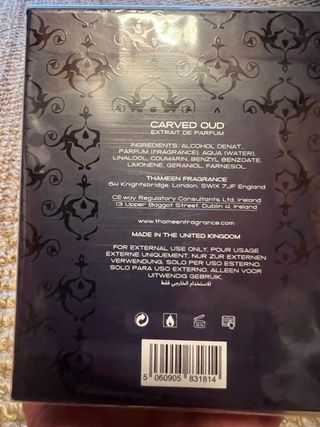 CARVED OUD
EXTRAIT DE PARFUM
INGREDIENTS: ALCOHOL DENAT.,
PARFUM (FRAGRANCE), AQUA (WATER),
LINALOOL, COUMARIN, BENZYL BENZOATE,
LIMONENE, GERANIOL, FARNESOL.
THAMEEN FRAGRANCE
64 Knightsbridge, London, SW1X 7JF England
CE.way Regulatory Consultants Ltd. Ireland
13 Upper Baggot Street, Dublin 4, Ireland
www.thameenfragrance.com
MADE IN THE UNITED KINGDOM
FOR EXTERNAL USE ONLY. POUR USAGE
EXTERNE UNIQUEMENT. NUR ZUR EXTERNEN
VERWENDUNG. SOLO PER USO ESTERNO.
SOLO PARA USO EXTERNO. ALLEEN VOOR
UITWENDIG GEBRUIK.
للاستخدام الخارجي فقط
5 060905 831814